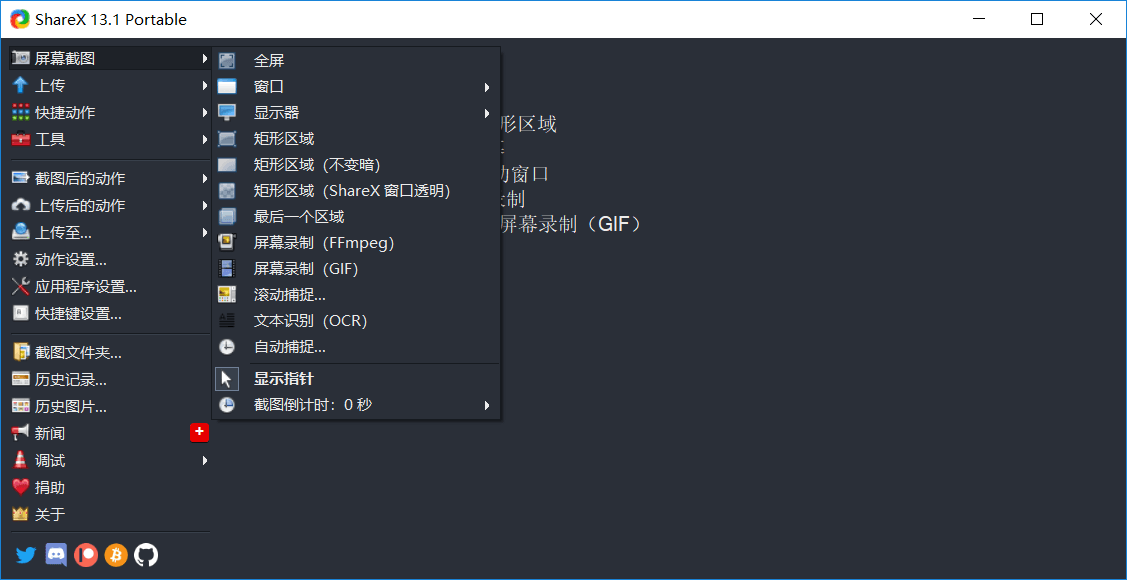 ShareX 13.1 Portable
屏幕截图
上传
快捷动作
工具
截图后的动作
上传后的动作
上传至...
动作设置...
应用程序设置...
快捷键设置...
截图文件夹...
历史记录...
历史图片...
新闻
+
调试
捐助
关于
全屏
窗口
显示器
矩形区域
矩形区域（不变暗）
矩形区域（ShareX 窗口透明）
最后一个区域
屏幕录制（FFmpeg）
屏幕录制（GIF）
滚动捕捉...
文本识别（OCR）
自动捕捉...
显示指针
截图倒计时：0 秒
形区域
动窗口
录制
屏幕录制（GIF）